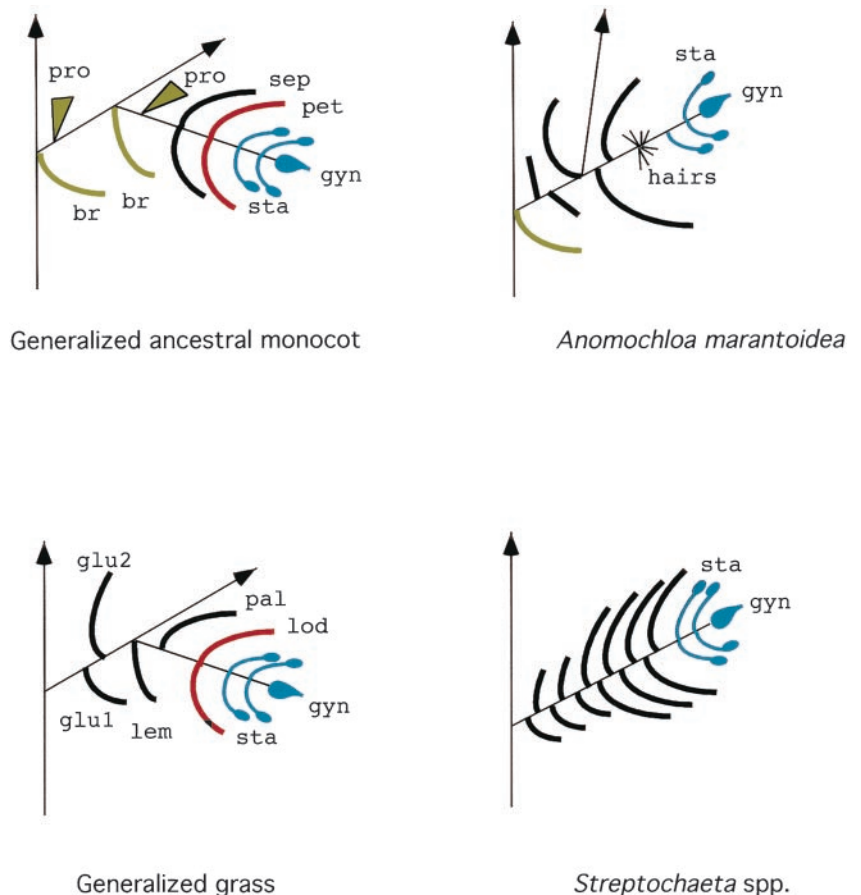 pro
pro
sep
pet
br
br
sta
gyn
Generalized ancestral monocot
sta
gyn
hairs
Anomochloa marantoidea
glu2
pal
lod
glu1
lem
sta
gyn
Generalized grass
sta
gyn
Streptochaeta spp.